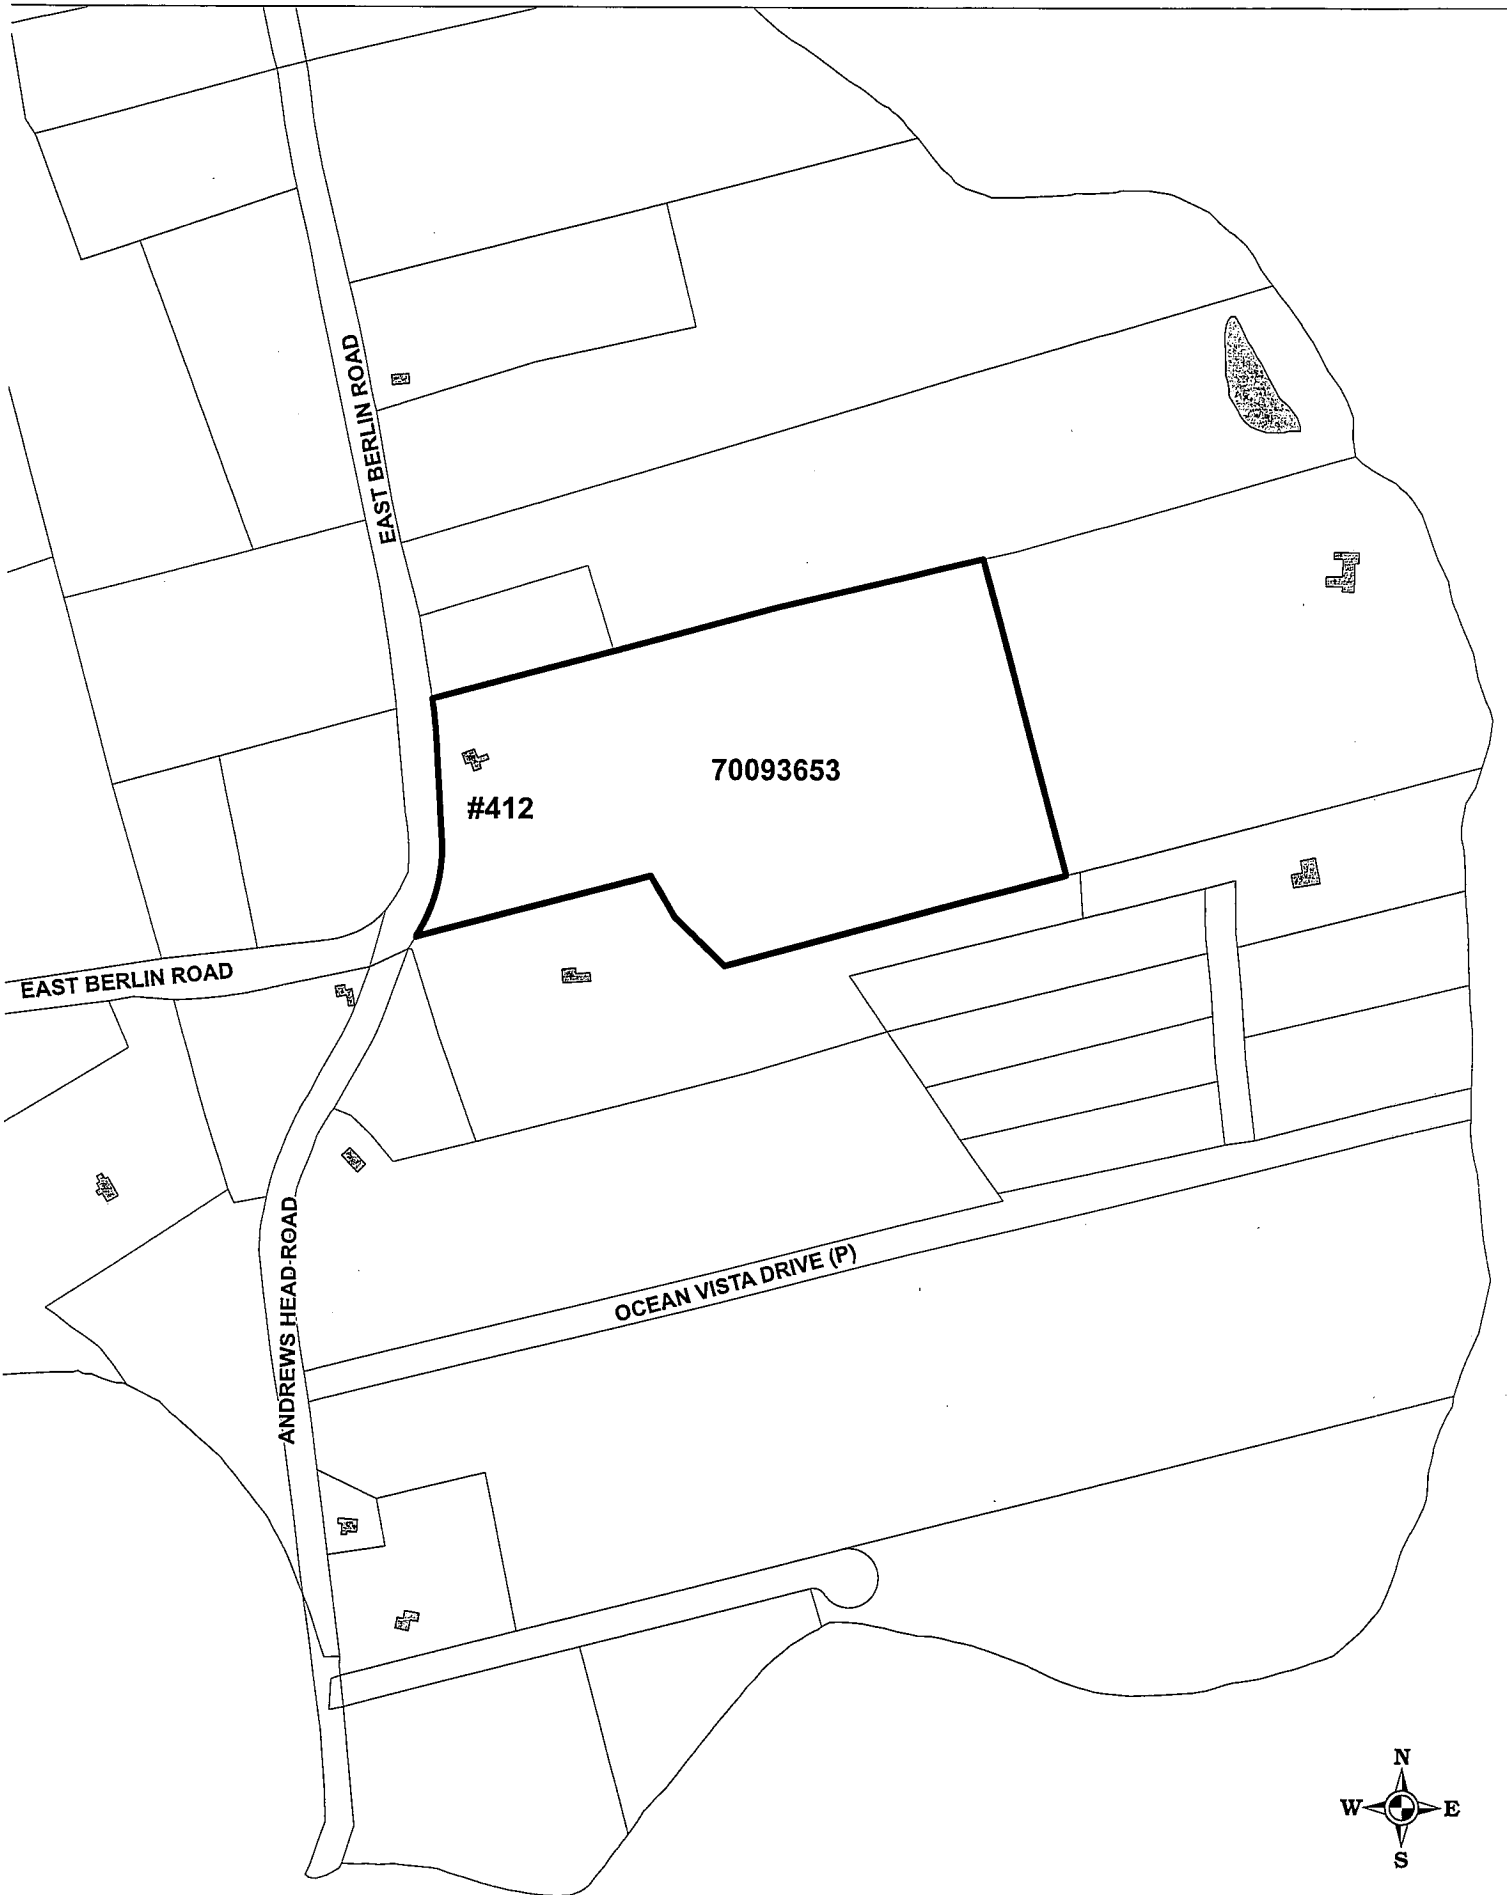 EAST BERLIN ROAD
70093653
#412
EAST BERLIN ROAD
ANDREWS HEAD ROAD
OCEAN VISTA DRIVE (P)
N
W E
S